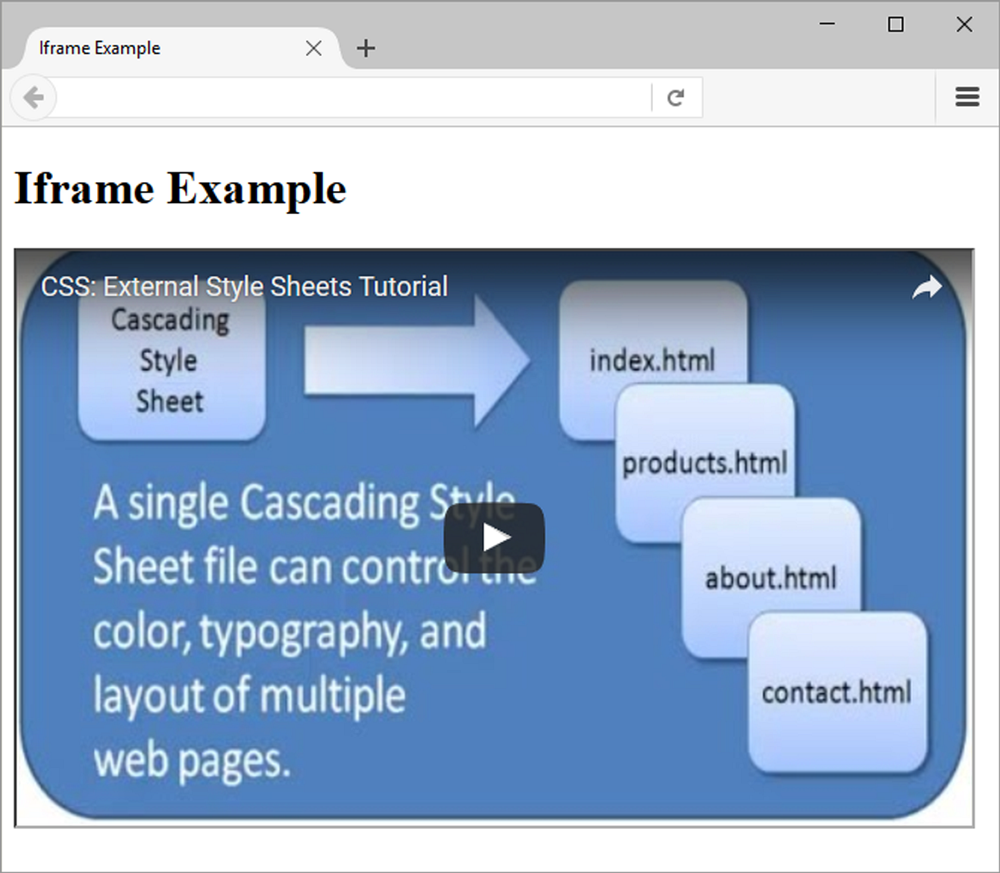 Iframe Example
Iframe Example
CSS: External Style Sheets Tutorial
Cascading
Style
Sheet
index.html
products.html
about.html
contact.html
A single Cascading Style
Sheet file can control the
color, typography, and
layout of multiple
web pages.